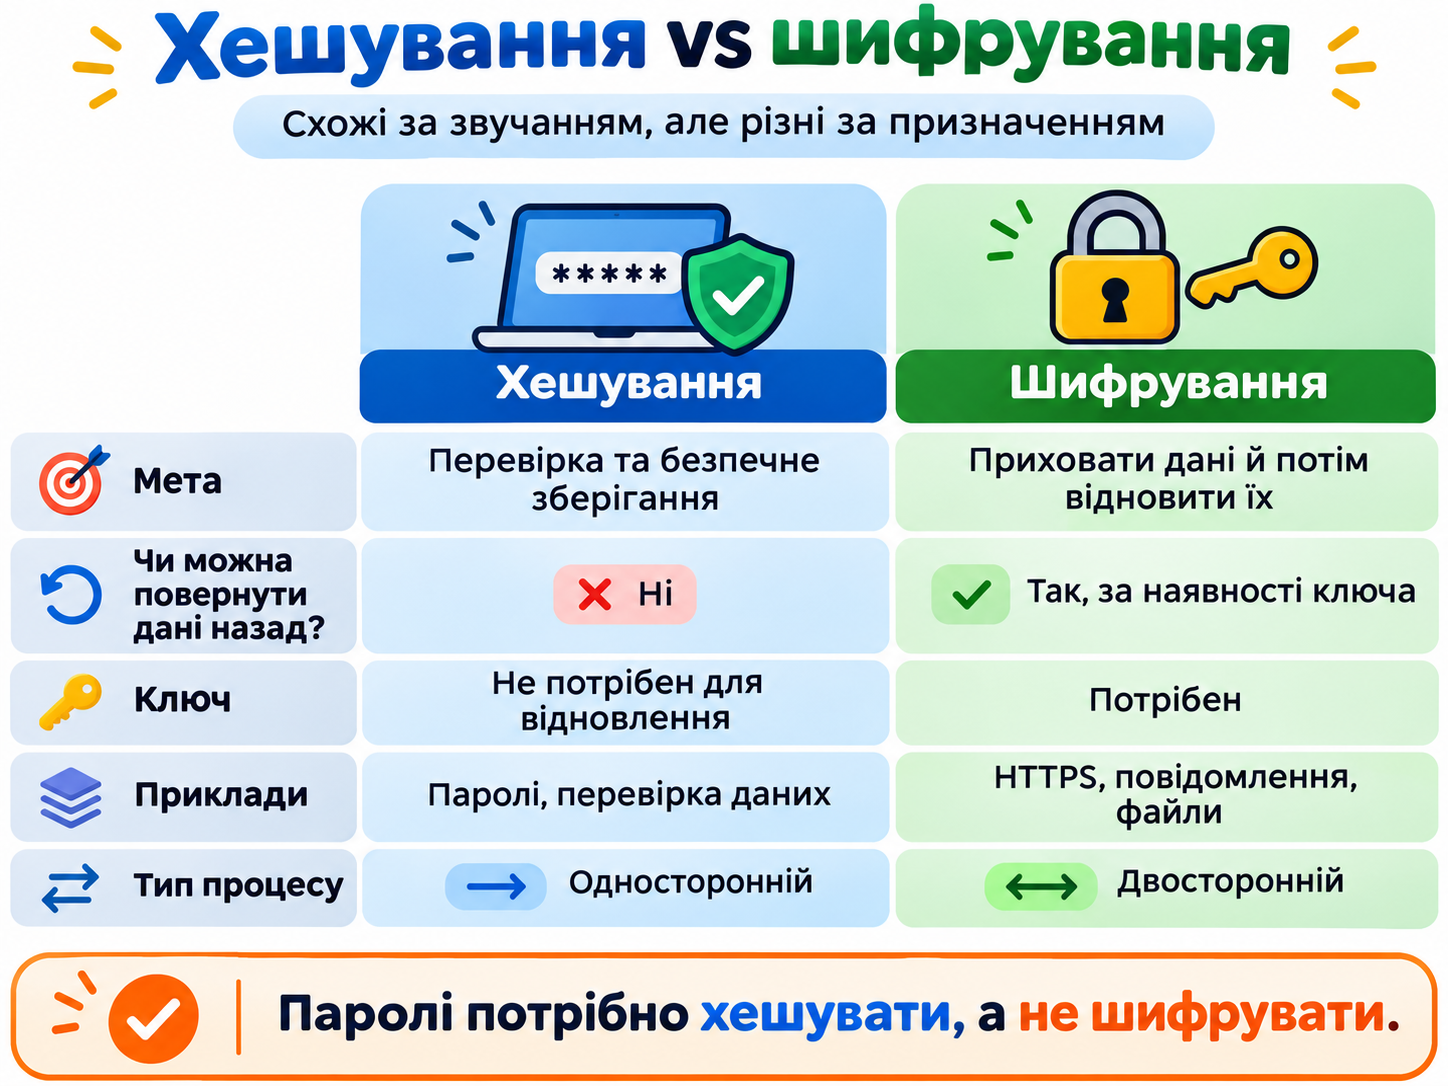 Хешування vs шифрування
Схожі за звучанням, але різні за призначенням
*****
Хешування
Шифрування
Мета
Перевірка та безпечне
зберігання
Приховати дані й потім
відновити їх
Чи можна
повернути
дані назад?
Ні
Так, за наявності ключа
Ключ
Не потрібен для
відновлення
Потрібен
Приклади
Паролі, перевірка даних
HTTPS, повідомлення,
файли
Тип процесу
Односторонній
Двосторонній
Паролі потрібно хешувати, а не шифрувати.